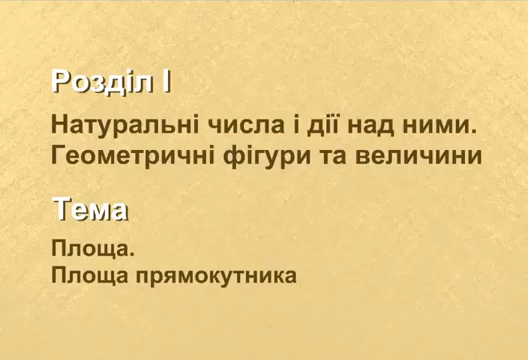 Розділ І
Натуральні числа і дії над ними.
Геометричні фігури та величини
Тема
Площа.
Площа прямокутника